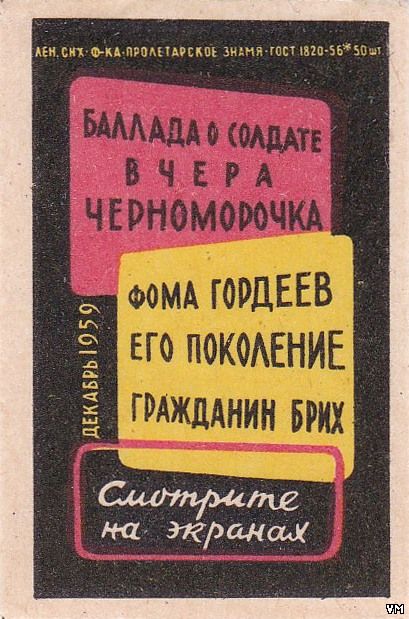 ЛЕН. СНХ · Ф-КА · ПРОЛЕТАРСКОЕ ЗНАМЯ · ГОСТ 1820-56 * 50 шт.
БАЛЛАДА О СОЛДАТЕ
ВЧЕРА
ЧЕРНОМОРОЧКА
ФОМА ГОРДЕЕВ
ЕГО ПОКОЛЕНИЕ
ГРАЖДАНИН БРИХ
ДЕКАБРЬ 1959
Смотрите
на экранах
VM